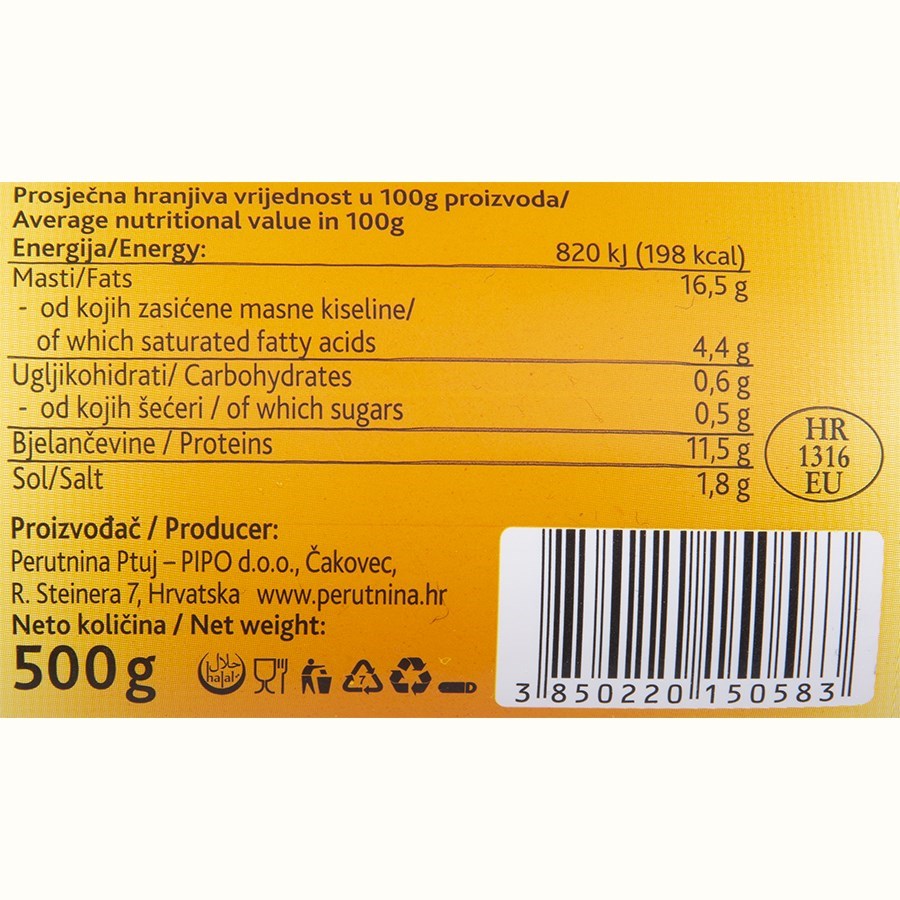 Prosječna hranjiva vrijednost u 100g proizvoda/
Average nutritional value in 100g
Energija/Energy: 820 kJ (198 kcal)
Masti/Fats 16,5 g
- od kojih zasićene masne kiseline/
of which saturated fatty acids 4,4 g
Ugljikohidrati/ Carbohydrates 0,6 g
- od kojih šećeri / of which sugars 0,5 g
Bjelančevine / Proteins 11,5 g
Sol/Salt 1,8 g
HR
1316
EU
Proizvođač / Producer:
Perutnina Ptuj – PIPO d.o.o., Čakovec,
R. Steinera 7, Hrvatska www.perutnina.hr
Neto količina / Net weight:
500 g
حلال
halal
7
3 850220 150583